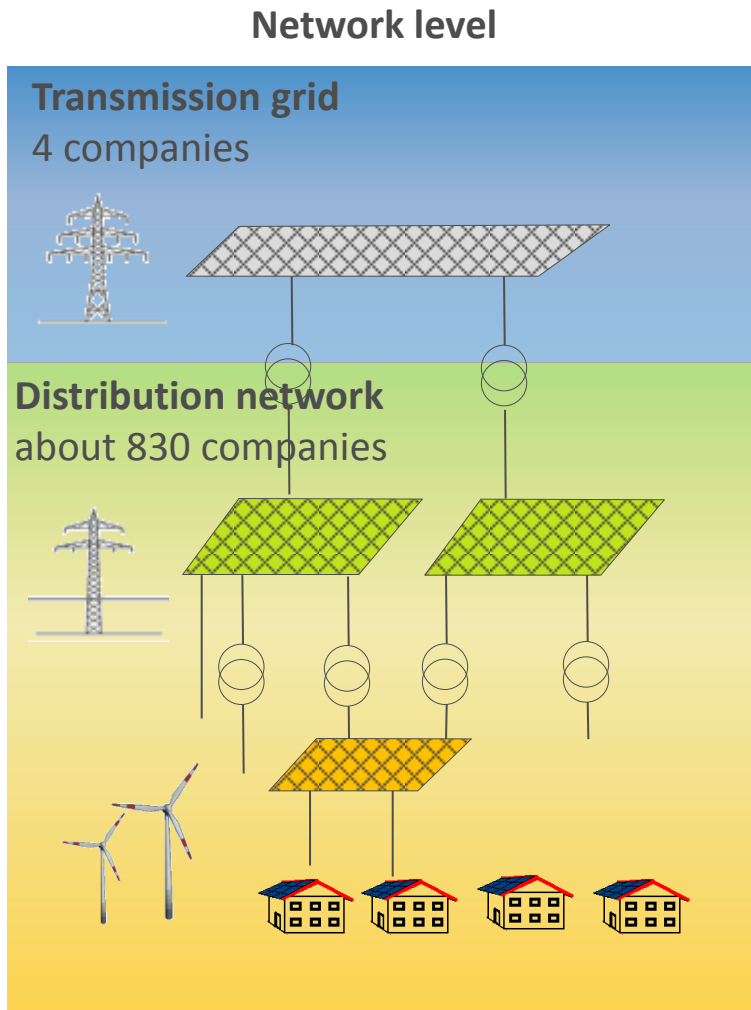 Network level
Transmission grid
4 companies
Distribution network
about 830 companies